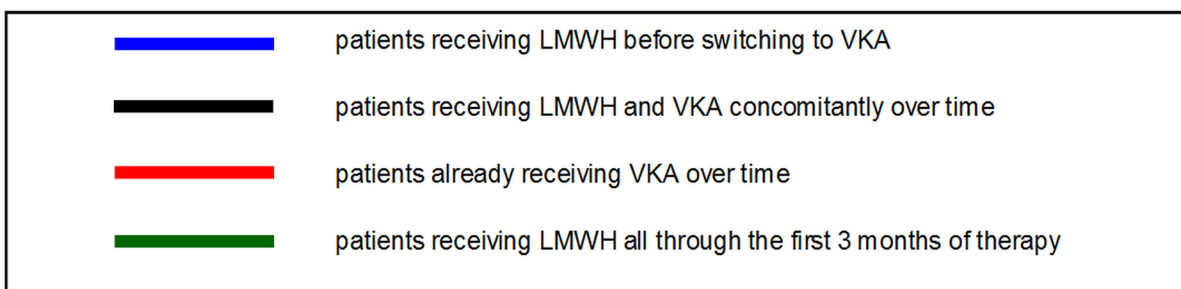 patients receiving LMWH before switching to VKA
patients receiving LMWH and VKA concomitantly over time
patients already receiving VKA over time
patients receiving LMWH all through the first 3 months of therapy